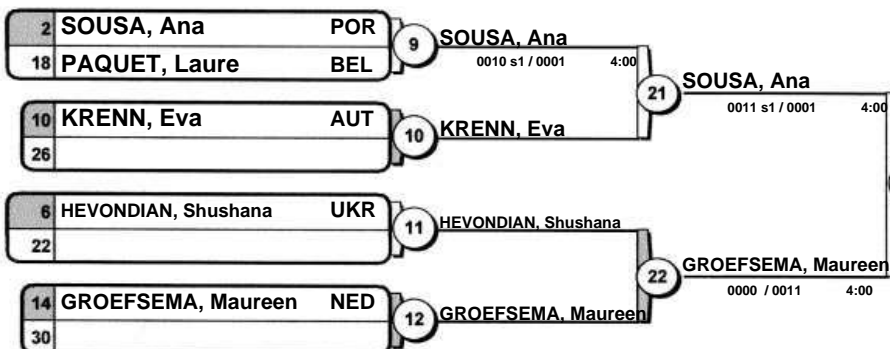 2 SOUSA, Ana POR
18 PAQUET, Laure BEL
9
SOUSA, Ana
0010 s1 / 0001 4:00
10 KRENN, Eva AUT
26
10
KRENN, Eva
21
SOUSA, Ana
0011 s1 / 0001 4:00
6 HEVONDIAN, Shushana UKR
22
11
HEVONDIAN, Shushana
14 GROEFSEMA, Maureen NED
30
12
GROEFSEMA, Maureen
22
GROEFSEMA, Maureen
0000 / 0011 4:00